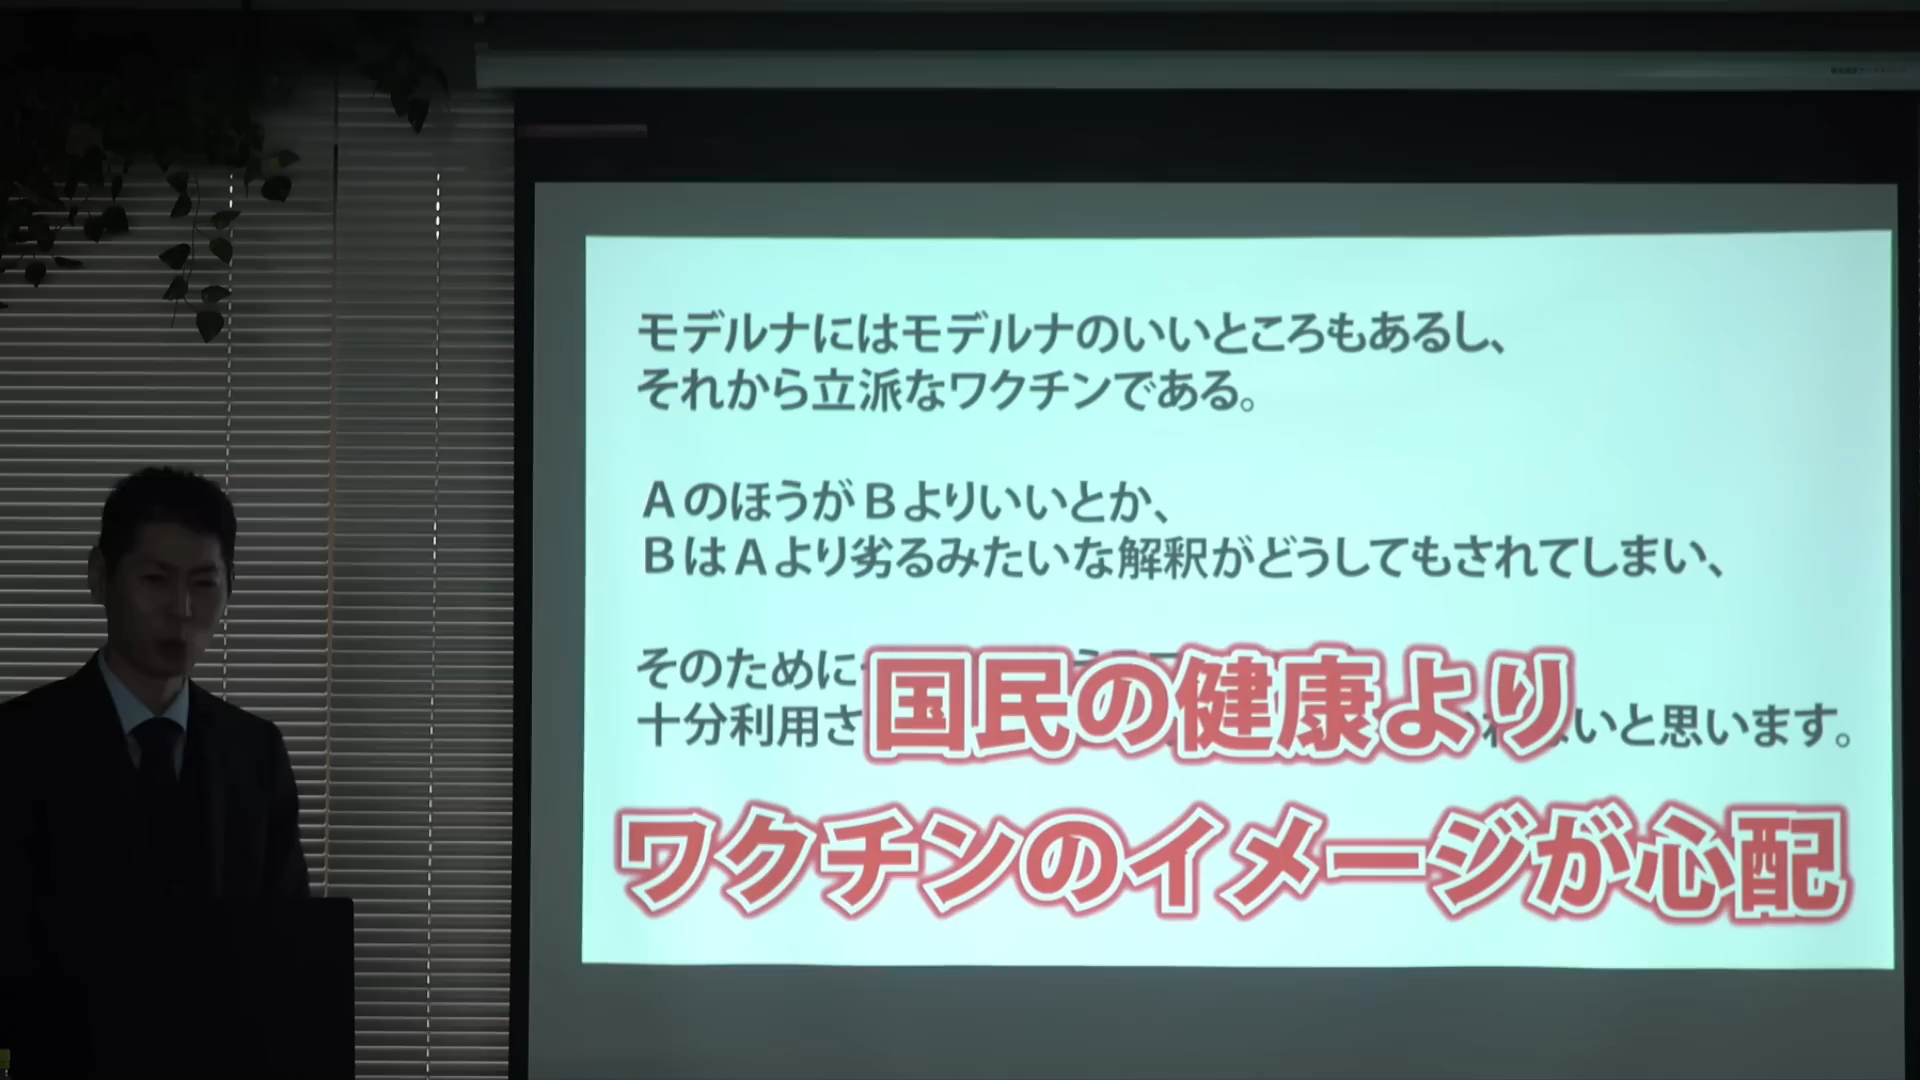 モデルナにはモデルナのいいところもあるし、
それから立派なワクチンである。
AのほうがBよりいいとか、
BはAより劣るみたいな解釈がどうしてもされてしまい、
そのために
十分利用さ
いと思います。
国民の健康より
ワクチンのイメージが心配